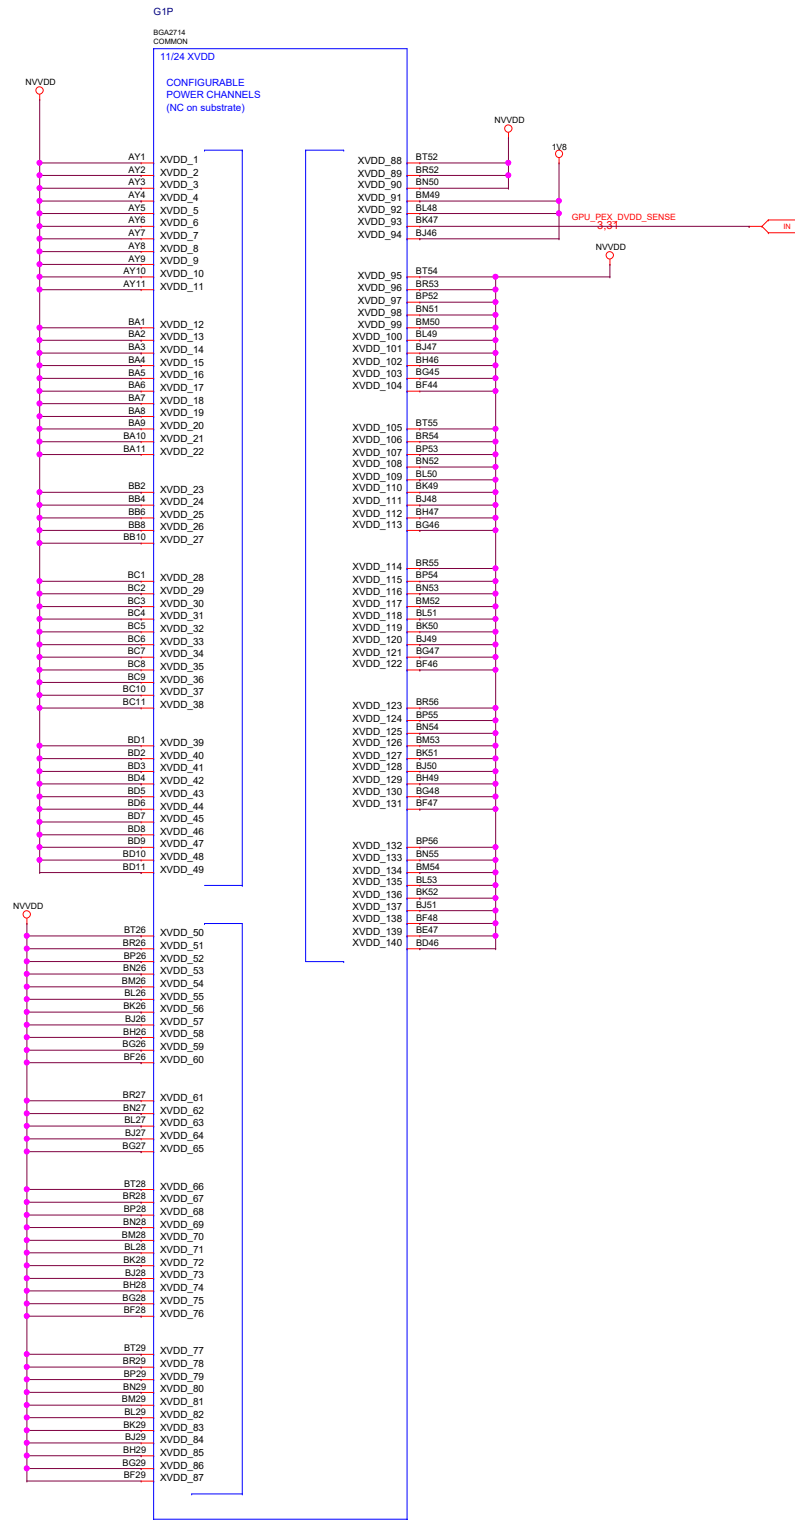 G1P
BGA2714
COMMON
11/24 XVDD
CONFIGURABLE
POWER CHANNELS
(NC on substrate)
NVVDD
AY1 XVDD_1
AY2 XVDD_2
AY3 XVDD_3
AY4 XVDD_4
AY5 XVDD_5
AY6 XVDD_6
AY7 XVDD_7
AY8 XVDD_8
AY9 XVDD_9
AY10 XVDD_10
AY11 XVDD_11
BA1 XVDD_12
BA2 XVDD_13
BA3 XVDD_14
BA4 XVDD_15
BA5 XVDD_16
BA6 XVDD_17
BA7 XVDD_18
BA8 XVDD_19
BA9 XVDD_20
BA10 XVDD_21
BA11 XVDD_22
BB2 XVDD_23
BB4 XVDD_24
BB6 XVDD_25
BB8 XVDD_26
BB10 XVDD_27
BC1 XVDD_28
BC2 XVDD_29
BC3 XVDD_30
BC4 XVDD_31
BC5 XVDD_32
BC6 XVDD_33
BC7 XVDD_34
BC8 XVDD_35
BC9 XVDD_36
BC10 XVDD_37
BC11 XVDD_38
BD1 XVDD_39
BD2 XVDD_40
BD3 XVDD_41
BD4 XVDD_42
BD5 XVDD_43
BD6 XVDD_44
BD7 XVDD_45
BD8 XVDD_46
BD9 XVDD_47
BD10 XVDD_48
BD11 XVDD_49
NVVDD
BT26 XVDD_50
BR26 XVDD_51
BP26 XVDD_52
BN26 XVDD_53
BM26 XVDD_54
BL26 XVDD_55
BK26 XVDD_56
BJ26 XVDD_57
BH26 XVDD_58
BG26 XVDD_59
BF26 XVDD_60
BR27 XVDD_61
BN27 XVDD_62
BL27 XVDD_63
BJ27 XVDD_64
BG27 XVDD_65
BT28 XVDD_66
BR28 XVDD_67
BP28 XVDD_68
BN28 XVDD_69
BM28 XVDD_70
BL28 XVDD_71
BK28 XVDD_72
BJ28 XVDD_73
BH28 XVDD_74
BG28 XVDD_75
BF28 XVDD_76
BT29 XVDD_77
BR29 XVDD_78
BP29 XVDD_79
BN29 XVDD_80
BM29 XVDD_81
BL29 XVDD_82
BK29 XVDD_83
BJ29 XVDD_84
BH29 XVDD_85
BG29 XVDD_86
BF29 XVDD_87
NVVDD
1V8
XVDD_88 BT52
XVDD_89 BR52
XVDD_90 BN50
XVDD_91 BM49
XVDD_92 BL48
XVDD_93 BK47 GPU_PEX_DVDD_SENSE
3,31
IN
XVDD_94 BJ46
NVVDD
XVDD_95 BT54
XVDD_96 BR53
XVDD_97 BP52
XVDD_98 BN51
XVDD_99 BM50
XVDD_100 BL49
XVDD_101 BJ47
XVDD_102 BH46
XVDD_103 BG45
XVDD_104 BF44
XVDD_105 BT55
XVDD_106 BR54
XVDD_107 BP53
XVDD_108 BN52
XVDD_109 BL50
XVDD_110 BK49
XVDD_111 BJ48
XVDD_112 BH47
XVDD_113 BG46
XVDD_114 BR55
XVDD_115 BP54
XVDD_116 BN53
XVDD_117 BM52
XVDD_118 BL51
XVDD_119 BK50
XVDD_120 BJ49
XVDD_121 BG47
XVDD_122 BF46
XVDD_123 BR56
XVDD_124 BP55
XVDD_125 BN54
XVDD_126 BM53
XVDD_127 BK51
XVDD_128 BJ50
XVDD_129 BH49
XVDD_130 BG48
XVDD_131 BF47
XVDD_132 BP56
XVDD_133 BN55
XVDD_134 BM54
XVDD_135 BL53
XVDD_136 BK52
XVDD_137 BJ51
XVDD_138 BF48
XVDD_139 BE47
XVDD_140 BD46